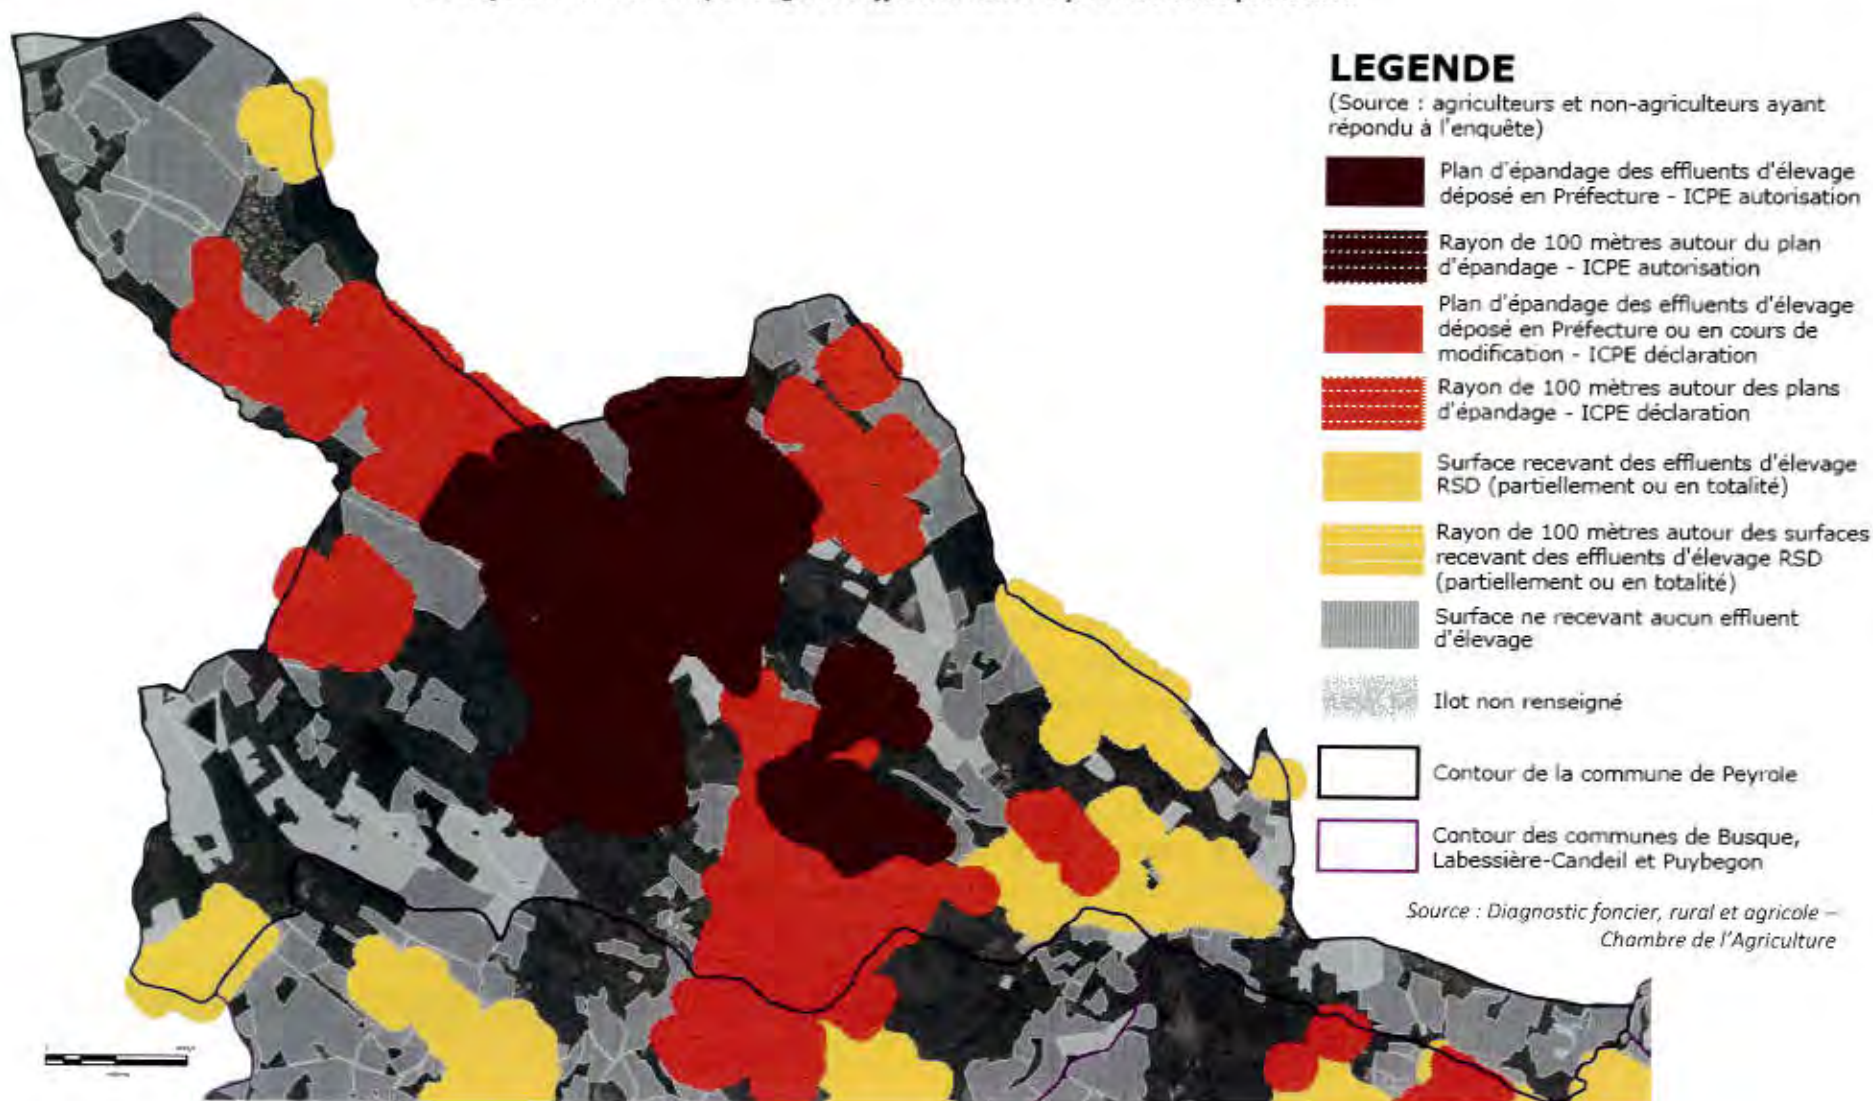 LEGENDE
(Source : agriculteurs et non-agriculteurs ayant
répondu à l'enquête)
Plan d'épandage des effluents d'élevage
déposé en Préfecture - ICPE autorisation
Rayon de 100 mètres autour du plan
d'épandage - ICPE autorisation
Plan d'épandage des effluents d'élevage
déposé en Préfecture ou en cours de
modification - ICPE déclaration
Rayon de 100 mètres autour des plans
d'épandage - ICPE déclaration
Surface recevant des effluents d'élevage
RSD (partiellement ou en totalité)
Rayon de 100 mètres autour des surfaces
recevant des effluents d'élevage RSD
(partiellement ou en totalité)
Surface ne recevant aucun effluent
d'élevage
Ilot non renseigné
Contour de la commune de Peyrole
Contour des communes de Busque,
Labessière-Candeil et Puybegon
Source : Diagnostic foncier, rural et agricole –
Chambre de l'Agriculture